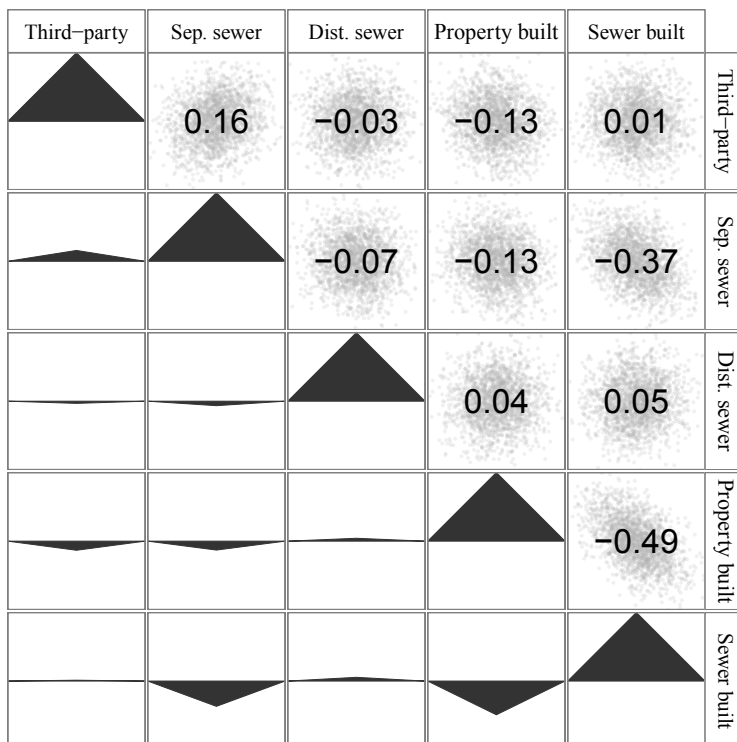 Third−party Sep. sewer Dist. sewer Property built Sewer built
0.16 −0.03 −0.13 0.01 Third−party
−0.07 −0.13 −0.37 Sep. sewer
0.04 0.05 Dist. sewer
−0.49 Property built
Sewer built